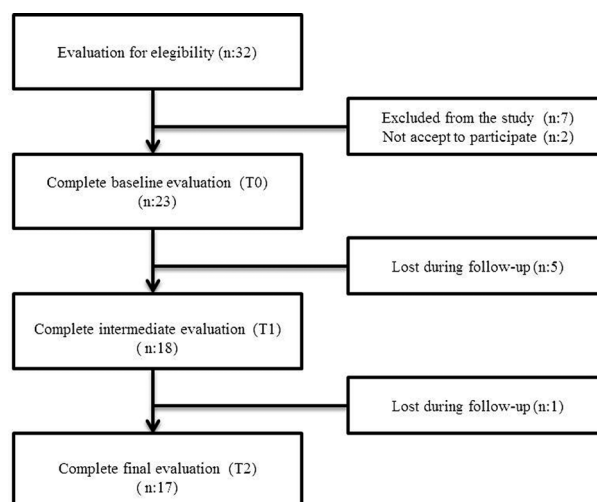 Evaluation for elegibility (n:32)
Excluded from the study (n:7)
Not accept to participate (n:2)
Complete baseline evaluation (T0)
(n:23)
Lost during follow-up (n:5)
Complete intermediate evaluation (T1)
( n:18)
Lost during follow-up (n:1)
Complete final evaluation (T2)
( n:17)